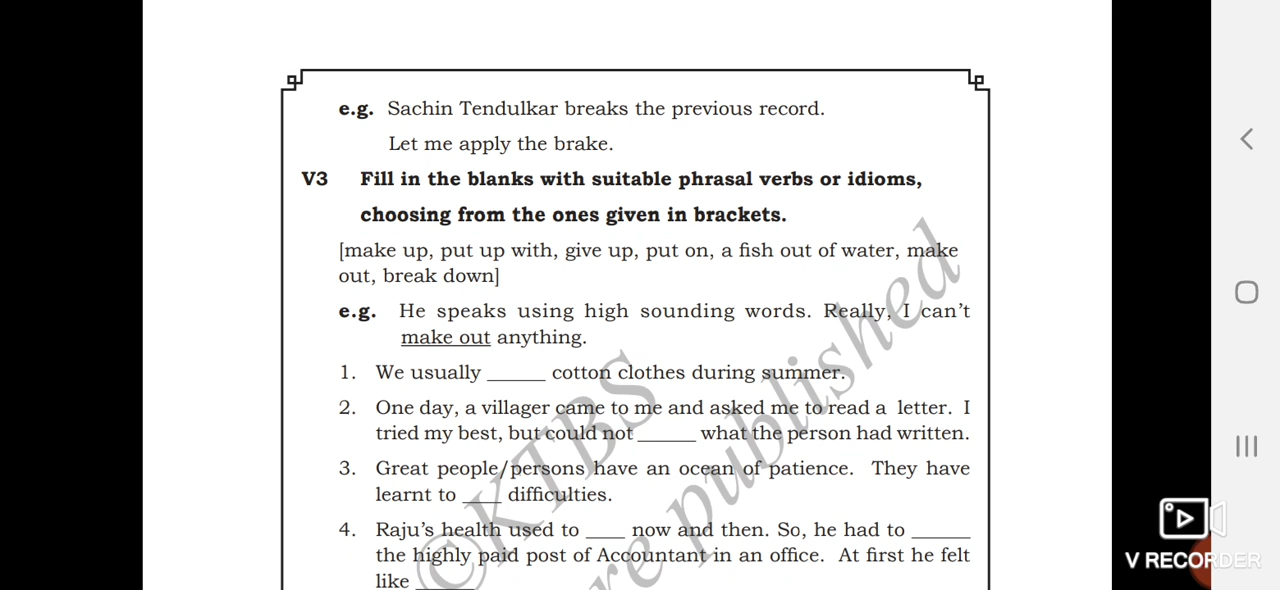 e.g. Sachin Tendulkar breaks the previous record.
Let me apply the brake.
V3 Fill in the blanks with suitable phrasal verbs or idioms,
choosing from the ones given in brackets.
[make up, put up with, give up, put on, a fish out of water, make
out, break down]
e.g. He speaks using high sounding words. Really, I can't
make out anything.
1. We usually ______ cotton clothes during summer.
2. One day, a villager came to me and asked me to read a letter. I
tried my best, but could not ______ what the person had written.
3. Great people/persons have an ocean of patience. They have
learnt to ____ difficulties.
4. Raju's health used to ____ now and then. So, he had to ______
the highly paid post of Accountant in an office. At first he felt
like ______
©KTBS
re published
V RECORDER